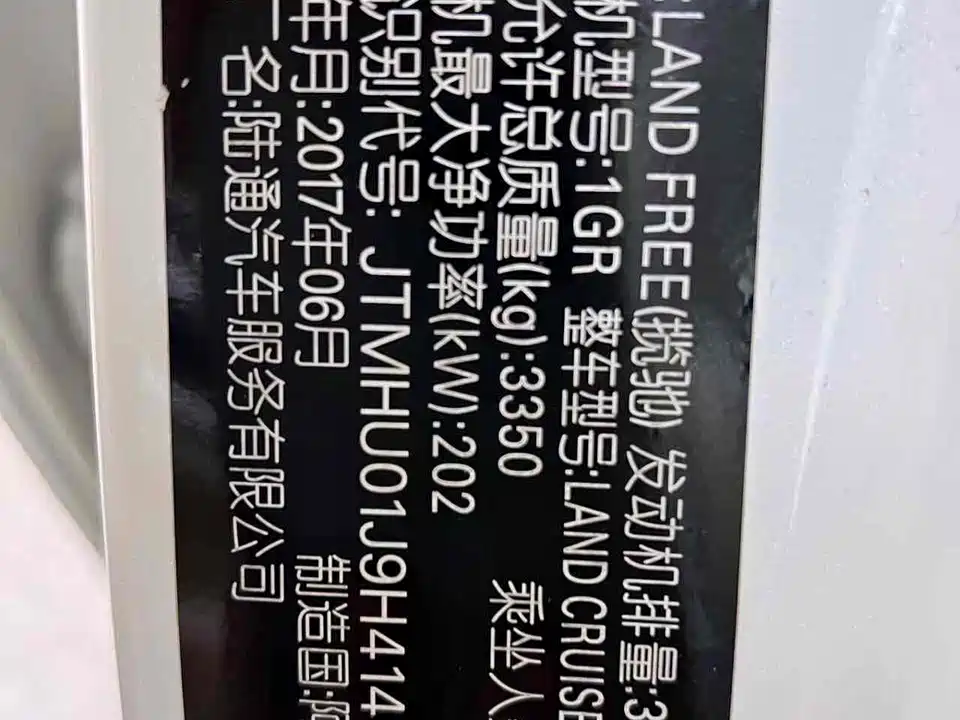 :LAND FREE(揽驰) 发动机排量:3
机型号:1GR 整车型号:LAND CRUISE
允许总质量(kg):3350 乘坐人
机最大净功率(kW):202
识别代号: JTMHU01J9H414
年月:2017年06月 制造国:阿
名:陆通汽车服务有限公司